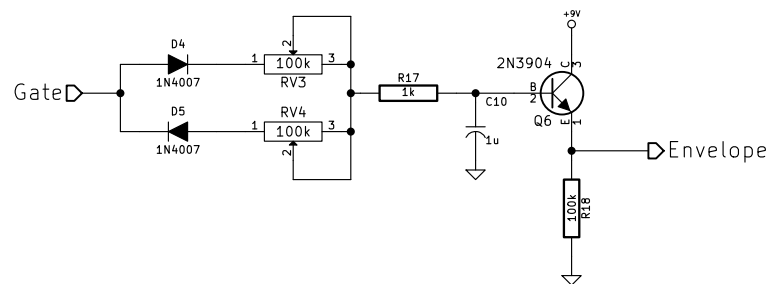 +9V
D4
2
1
100k
3
1N4007
RV3
2N3904
C
3
Gate
R17
1k
B
2
C10
Q6
E
1
1u
D5
1N4007
RV4
1
100k
3
2
Envelope
100k
R18